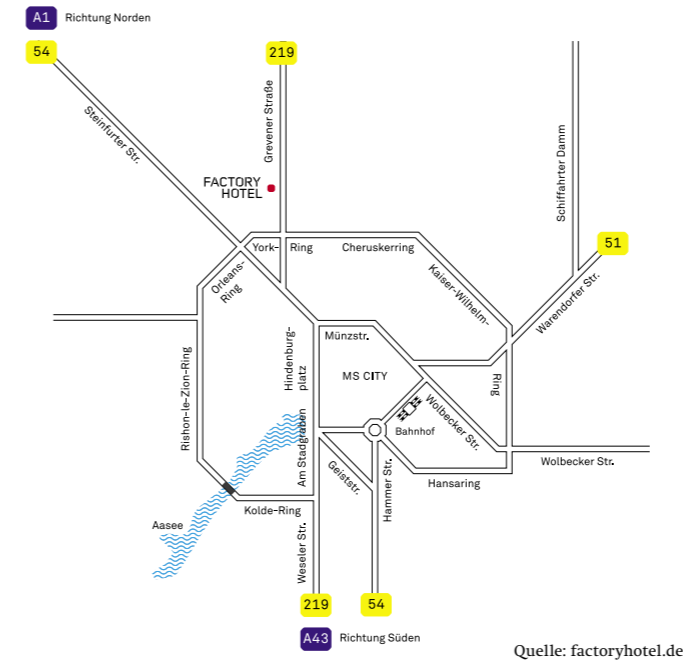 A1 Richtung Norden
54
219
Steinfurter Str.
Grevener Straße
Schiffahrter Damm
FACTORY
HOTEL
51
York-Ring
Cheruskerring
Orleans-
Ring
Kaiser-Wilhelm-
Ring
Warendorfer Str.
Hindenburg-
platz
Münzstr.
Rishon-le-Zion-Ring
MS CITY
Am Stadgraben
Wolbecker Str.
Bahnhof
Wolbecker Str.
Geiststr.
Hammer Str.
Hansaring
Kolde-Ring
Aasee
Weseler Str.
219
54
A43 Richtung Süden
Quelle: factoryhotel.de